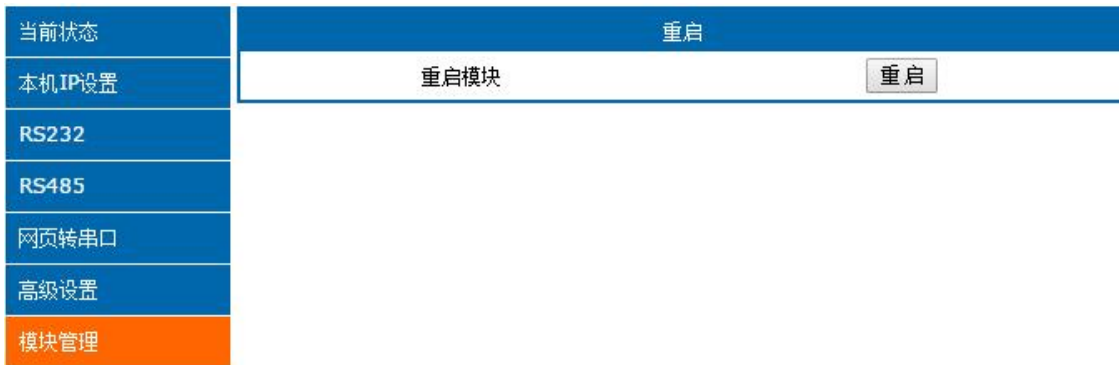 当前状态
本机IP设置
RS232
RS485
网页转串口
高级设置
模块管理
重启
重启模块 重启